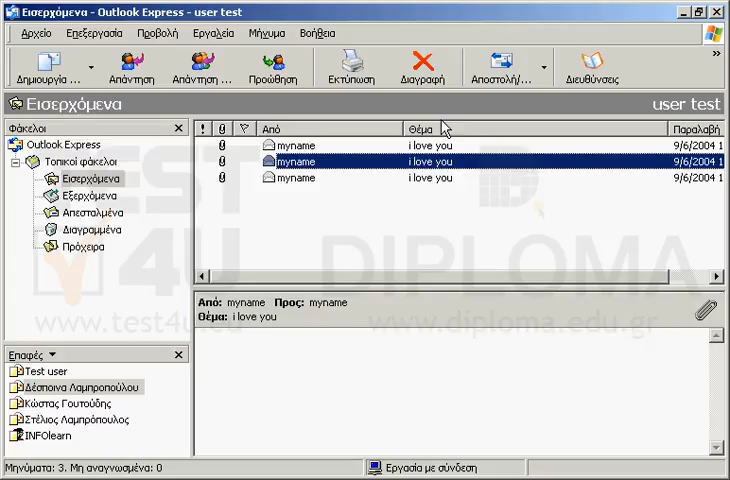 Εισερχόμενα - Outlook Express - user test
Αρχείο Επεξεργασία Προβολή Εργαλεία Μήνυμα Βοήθεια
Δημιουργία ... Απάντηση Απάντηση ... Προώθηση Εκτύπωση Διαγραφή Αποστολή/... Διευθύνσεις
Εισερχόμενα user test
Φάκελοι
Outlook Express
Τοπικοί φάκελοι
Εισερχόμενα
Εξερχόμενα
Απεσταλμένα
Διαγραμμένα
Πρόχειρα
! Από Θέμα Παραλαβή
myname i love you 9/6/2004 1
myname i love you 9/6/2004 1
myname i love you 9/6/2004 1
TEST 4U DIPLOMA
www.test4u.eu www.diploma.edu.gr
Από: myname Προς: myname
Θέμα: i love you
Επαφές
Test user
Δέσποινα Λαμπροπούλου
Κώστας Γουτούδης
Στέλιος Λαμπρόπουλος
INFOlearn
Μηνύματα: 3. Μη αναγνωσμένα: 0 Εργασία με σύνδεση